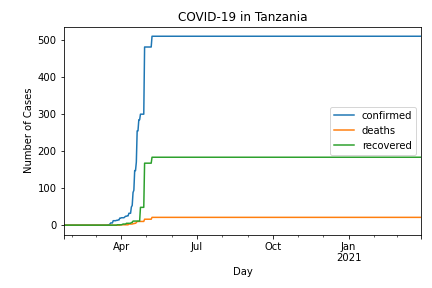 COVID-19 in Tanzania
Number of Cases
500
400
300
200
100
0
confirmed
deaths
recovered
Apr
Jul
Oct
Jan
2021
Day